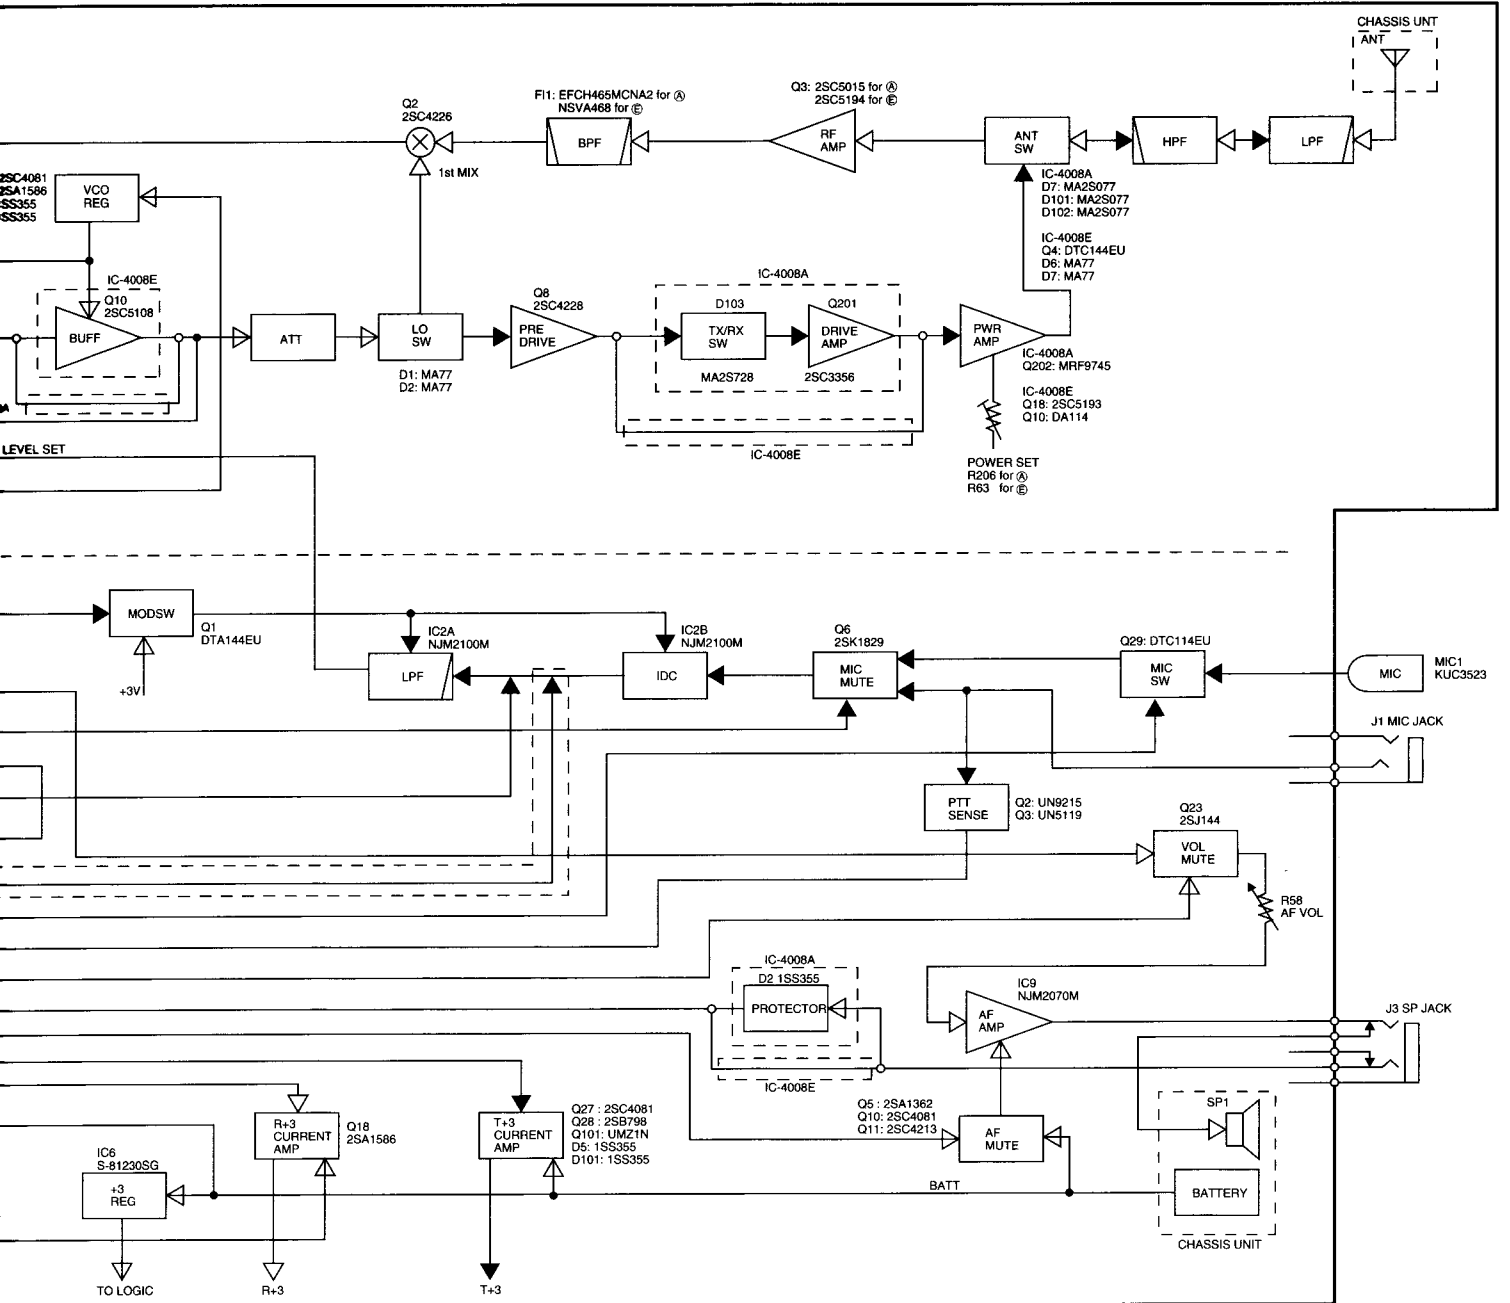 CHASSIS UNT
ANT
Q3: 2SC5015 for Ⓐ
2SC5194 for Ⓔ
FI1: EFCH465MCNA2 for Ⓐ
NSVA468 for Ⓔ
Q2
2SC4226
BPF
RF
AMP
ANT
SW
HPF
LPF
1st MIX
2SC4081
2SA1586
SS355
SS355
VCO
REG
IC-4008A
D7: MA2S077
D101: MA2S077
D102: MA2S077
IC-4008E
Q4: DTC144EU
D6: MA77
D7: MA77
IC-4008E
Q10
2SC5108
BUFF
ATT
LO
SW
D1: MA77
D2: MA77
Q8
2SC4228
PRE
DRIVE
IC-4008A
D103
TX/RX
SW
MA2S728
Q201
DRIVE
AMP
2SC3356
PWR
AMP
IC-4008A
Q202: MRF9745
IC-4008E
Q18: 2SC5193
Q10: DA114
IC-4008E
POWER SET
R206 for Ⓐ
R63 for Ⓔ
LEVEL SET
MODSW
Q1
DTA144EU
+3V
IC2A
NJM2100M
LPF
IC2B
NJM2100M
IDC
Q6
2SK1829
MIC
MUTE
Q29: DTC114EU
MIC
SW
MIC
MIC1
KUC3523
J1 MIC JACK
PTT
SENSE
Q2: UN9215
Q3: UN5119
Q23
2SJ144
VOL
MUTE
R58
AF VOL
IC-4008A
D2 1SS355
PROTECTOR
IC-4008E
IC9
NJM2070M
AF
AMP
J3 SP JACK
R+3
CURRENT
AMP
Q18
2SA1586
T+3
CURRENT
AMP
Q27 : 2SC4081
Q28 : 2SB798
Q101: UMZ1N
D5: 1SS355
D101: 1SS355
Q5 : 2SA1362
Q10: 2SC4081
Q11: 2SC4213
AF
MUTE
SP1
IC6
S-81230SG
+3
REG
BATT
BATTERY
CHASSIS UNIT
TO LOGIC
R+3
T+3